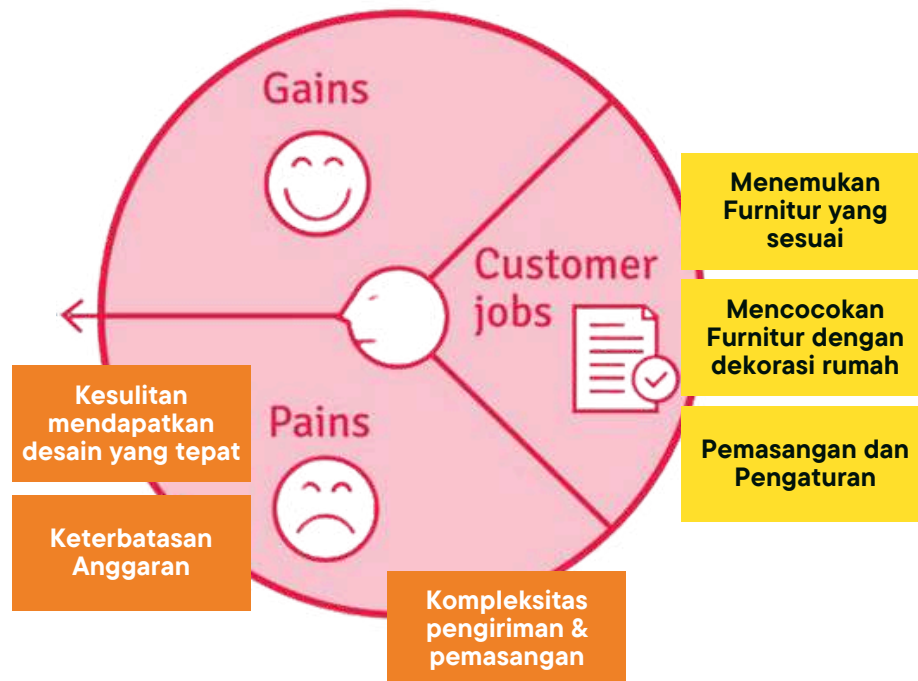 Gains
Customer
jobs
Menemukan
Furnitur yang
sesuai
Mencocokan
Furnitur dengan
dekorasi rumah
Pemasangan dan
Pengaturan
Pains
Kesulitan
mendapatkan
desain yang tepat
Keterbatasan
Anggaran
Kompleksitas
pengiriman &
pemasangan